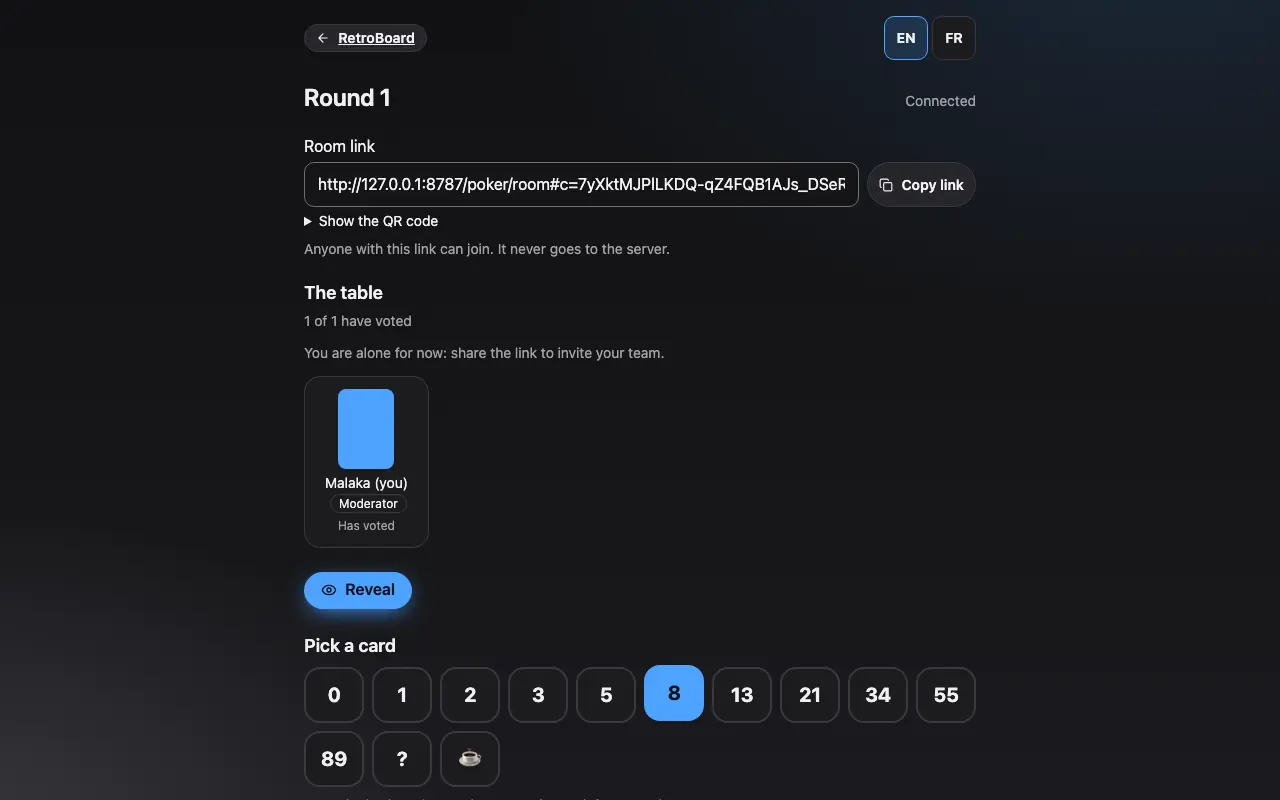 RetroBoard
EN
FR
Round 1
Connected
Room link
http://127.0.0.1:8787/poker/room#c=7yXktMJPlLKDQ-qZ4FQB1AJs_DSeR
Copy link
Show the QR code
Anyone with this link can join. It never goes to the server.
The table
1 of 1 have voted
You are alone for now: share the link to invite your team.
Malaka (you)
Moderator
Has voted
Reveal
Pick a card
0 1 2 3 5 8 13 21 34 55
89 ?